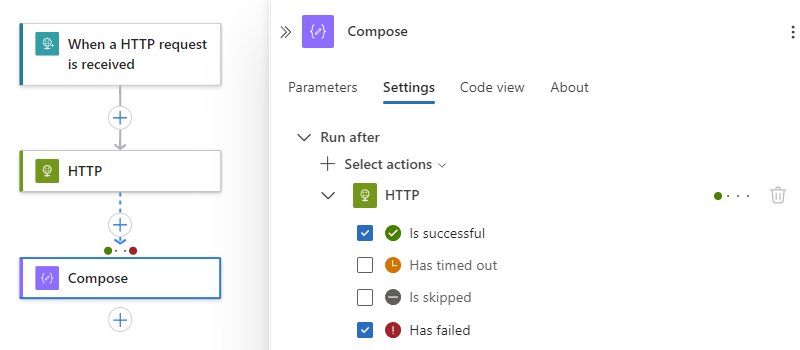 When a HTTP request
is received
HTTP
Compose
Compose
Parameters Settings Code view About
Run after
Select actions
HTTP
Is successful
Has timed out
Is skipped
Has failed